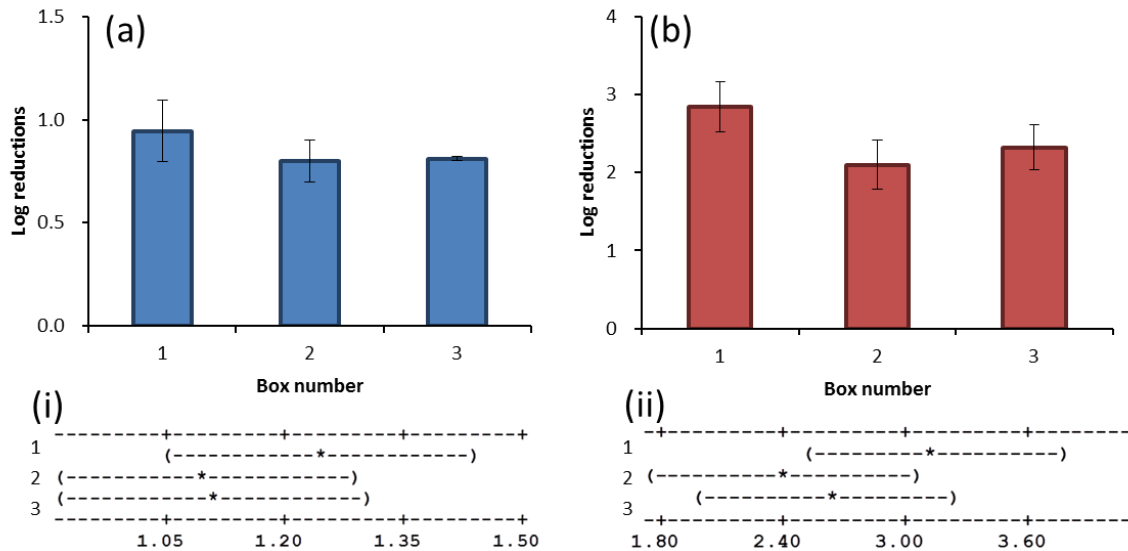 (a)
Log reductions
1.5
1.0
0.5
0.0
1 2 3
Box number
(b)
Log reductions
4
3
2
1
0
1 2 3
Box number
(i)
---------+---------+---------+---------+
1 (------------*------------)
2 (------------*------------)
(------------*------------)
3
---------+---------+---------+---------+
1.05 1.20 1.35 1.50
(ii)
-+---------+---------+---------+--------
1 (----------*----------)
2 (----------*----------)
(----------*----------)
3
-+---------+---------+---------+--------
1.80 2.40 3.00 3.60